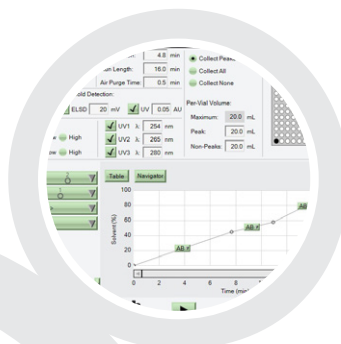 4.8 min
Length: 16.0 min
Air Purge Time: 0.5 min
Collect Peaks
Collect All
Collect None
Detection:
ELSD 20 mV UV 0.05 AU
UV1 λ: 254 nm
UV2 λ: 265 nm
UV3 λ: 280 nm
High
High
Per-Vial Volume:
Maximum: 20.0 mL
Peak: 20.0 mL
Non-Peaks: 20.0 mL
Table Navigator
Solvent(%)
100
80
60
40
20
0
AB
AB
AB
0 2 4 6 8
Time